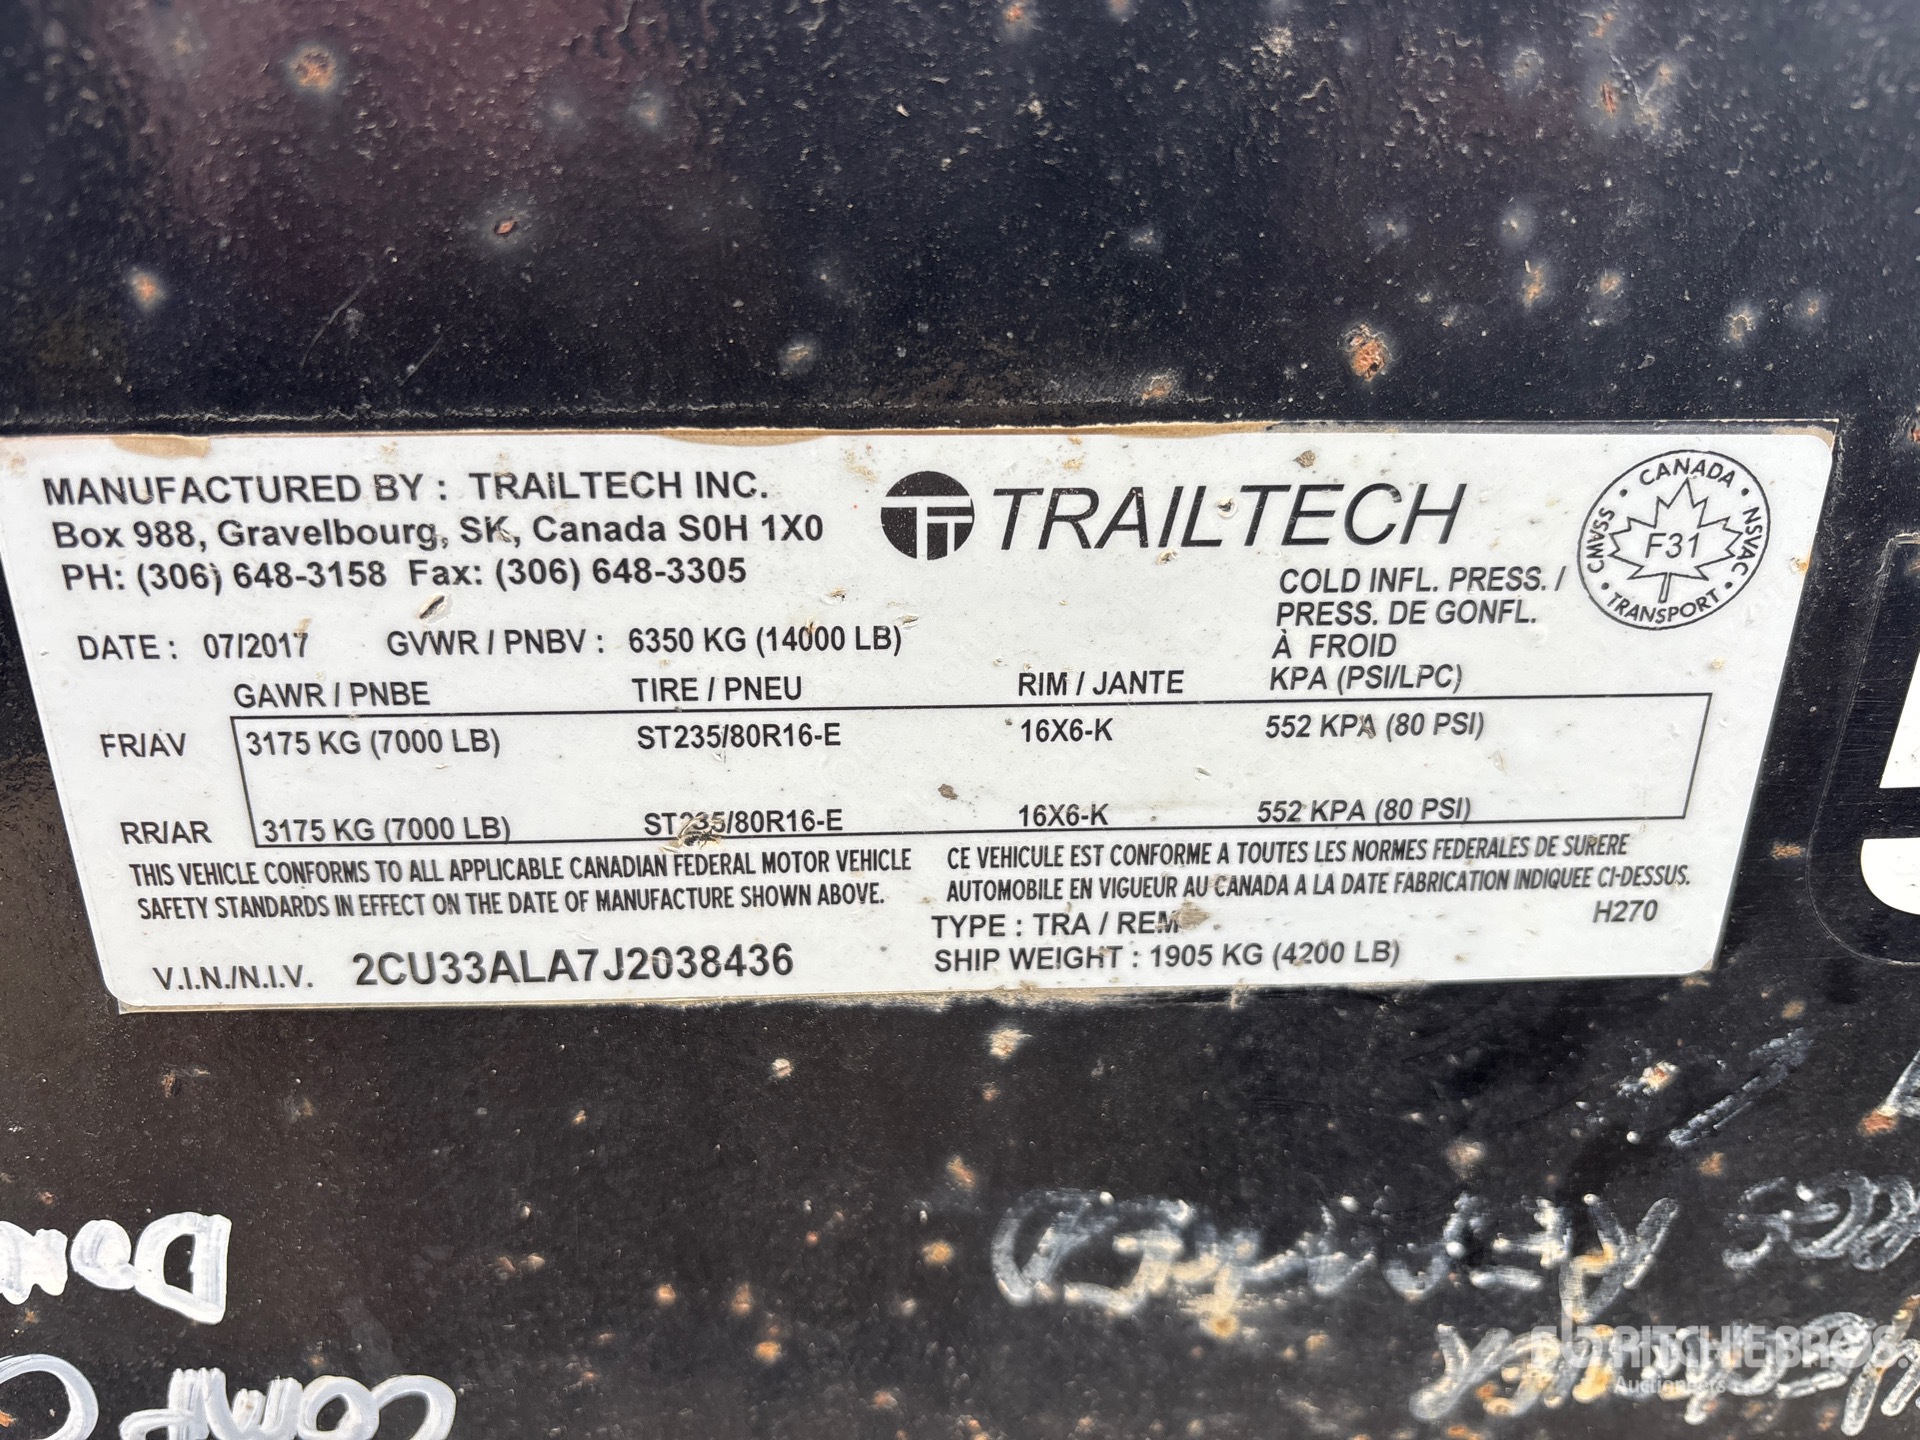 MANUFACTURED BY : TRAILTECH INC.
Box 988, Gravelbourg, SK, Canada S0H 1X0
PH: (306) 648-3158 Fax: (306) 648-3305
TT TRAILTECH
CANADA · NSVAC · TRANSPORT · CMVSS ·
F31
COLD INFL. PRESS. /
PRESS. DE GONFL.
À FROID
KPA (PSI/LPC)
DATE : 07/2017 GVWR / PNBV : 6350 KG (14000 LB)
GAWR / PNBE TIRE / PNEU RIM / JANTE
FR/AV 3175 KG (7000 LB) ST235/80R16-E 16X6-K 552 KPA (80 PSI)
RR/AR 3175 KG (7000 LB) ST235/80R16-E 16X6-K 552 KPA (80 PSI)
THIS VEHICLE CONFORMS TO ALL APPLICABLE CANADIAN FEDERAL MOTOR VEHICLE
SAFETY STANDARDS IN EFFECT ON THE DATE OF MANUFACTURE SHOWN ABOVE.
CE VEHICULE EST CONFORME A TOUTES LES NORMES FEDERALES DE SURERE
AUTOMOBILE EN VIGUEUR AU CANADA A LA DATE FABRICATION INDIQUEE CI-DESSUS.
H270
TYPE : TRA / REM
SHIP WEIGHT : 1905 KG (4200 LB)
V.I.N./N.I.V. 2CU33ALA7J2038436
RITCHIE BROS.
Auctioneers